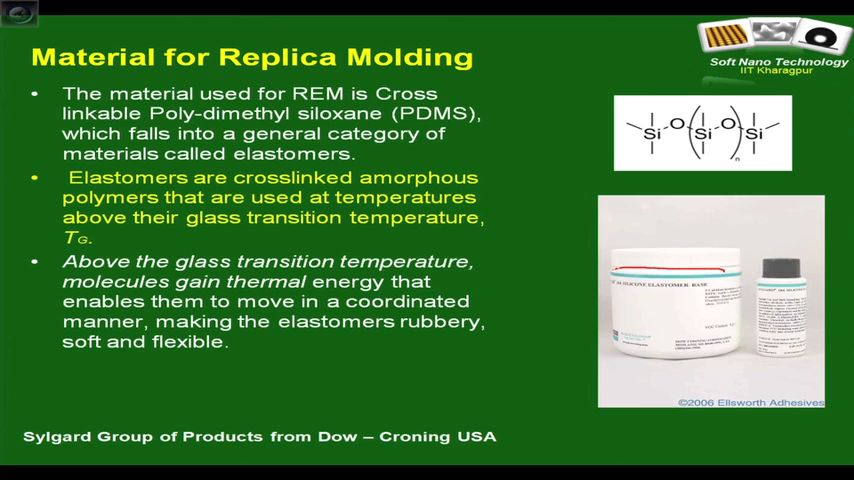 Material for Replica Molding
Soft Nano Technology
IIT Kharagpur
• The material used for REM is Cross
linkable Poly-dimethyl siloxane (PDMS),
which falls into a general category of
materials called elastomers.
• Elastomers are crosslinked amorphous
polymers that are used at temperatures
above their glass transition temperature,
TG.
• Above the glass transition temperature,
molecules gain thermal energy that
enables them to move in a coordinated
manner, making the elastomers rubbery,
soft and flexible.
Si O Si O Si
n
SILICONE ELASTOMER BASE
©2006 Ellsworth Adhesives
Sylgard Group of Products from Dow – Croning USA